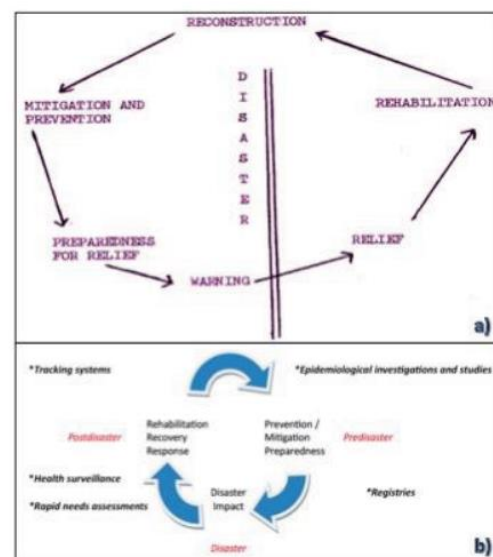 RECONSTRUCTION
DISASTER
MITIGATION AND
PREVENTION
REHABILITATION
PREPAREDNESS
FOR RELIEF
RELIEF
WARNING
a)
*Tracking systems
*Epidemiological investigations and studies
Postdisaster
Rehabilitation
Recovery
Response
Prevention /
Mitigation
Preparedness
Predisaster
*Health surveillance
*Rapid needs assessments
Disaster
Impact
*Registries
Disaster
b)